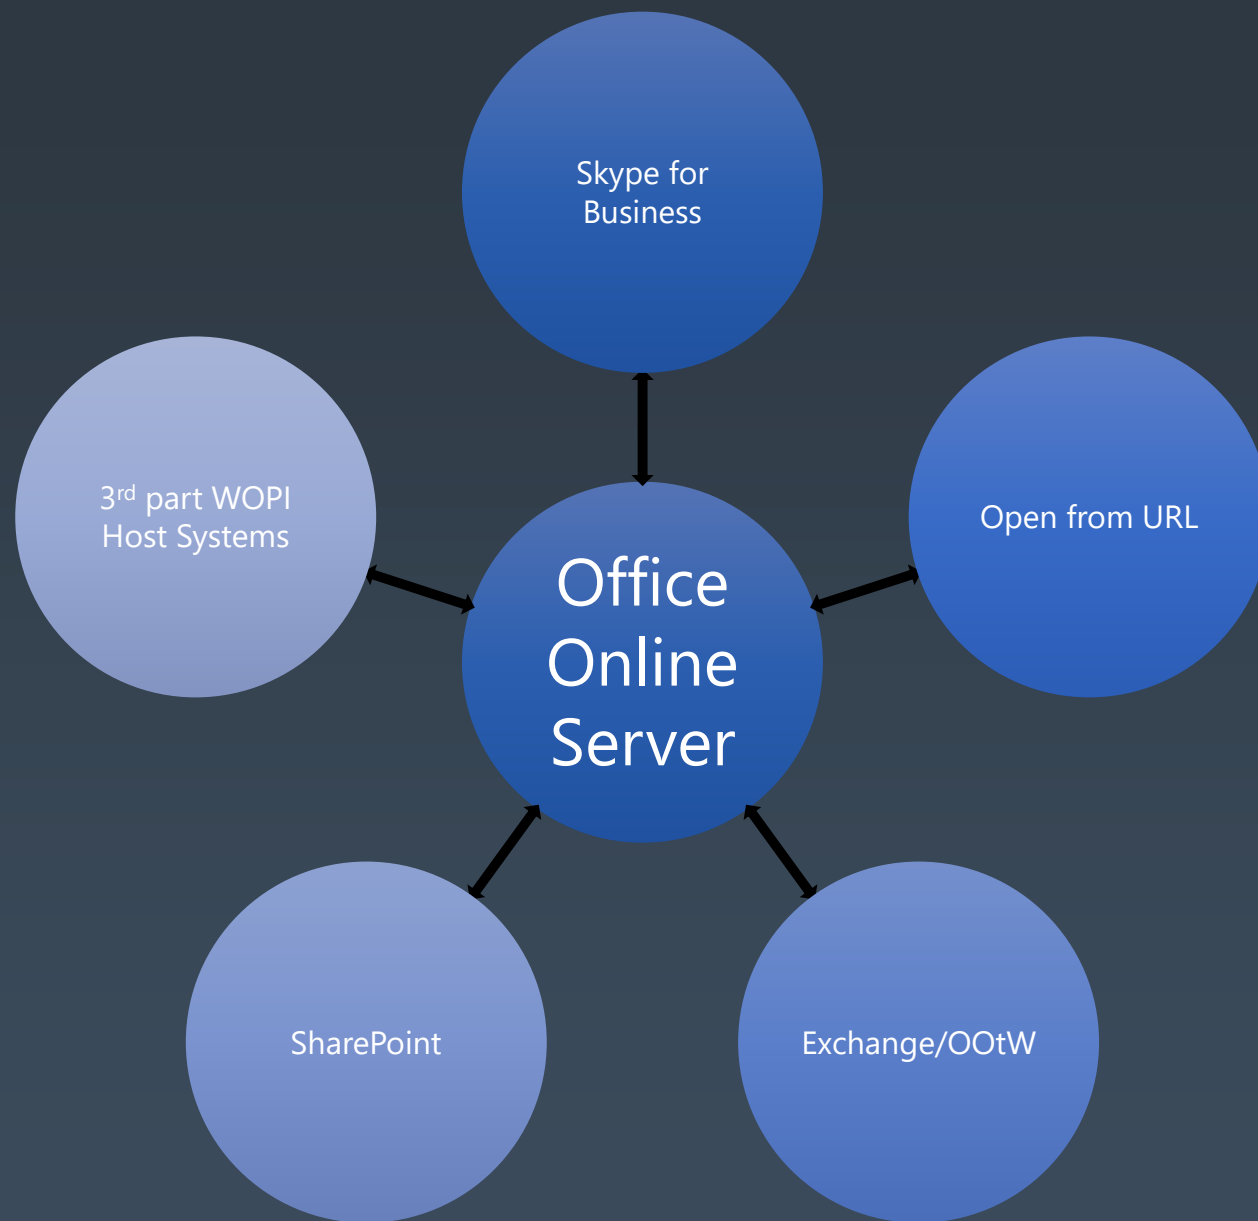 Skype for
Business
3rd part WOPI
Host Systems
Open from URL
Office
Online
Server
SharePoint
Exchange/OOtW